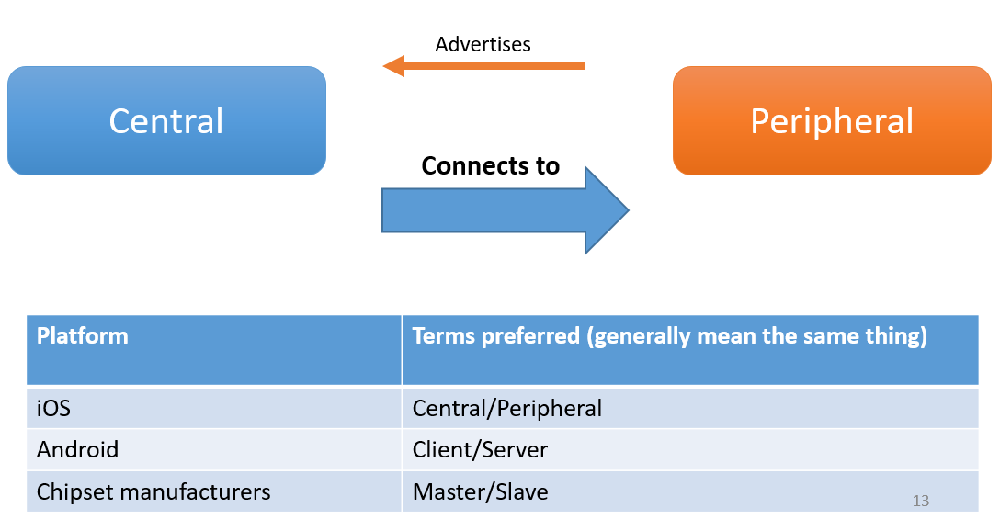 Advertises
Central
Peripheral
Connects to
Platform
Terms preferred (generally mean the same thing)
iOS
Central/Peripheral
Android
Client/Server
Chipset manufacturers
Master/Slave
13